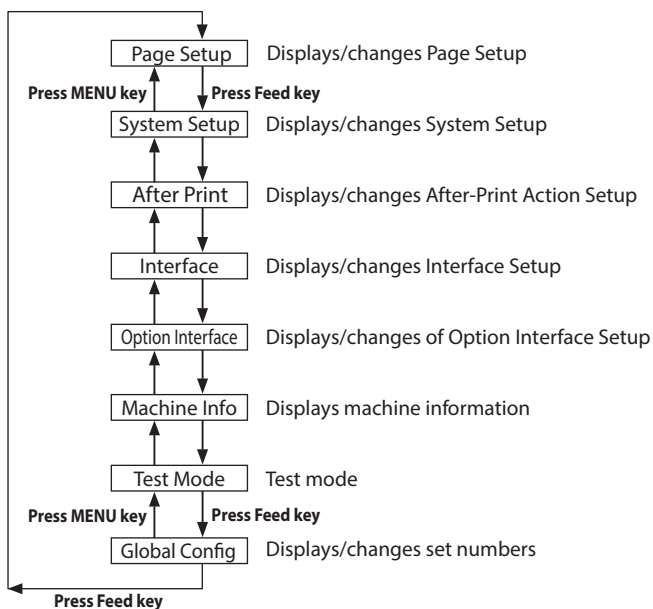 Page Setup Displays/changes Page Setup
Press MENU key Press Feed key
System Setup Displays/changes System Setup
After Print Displays/changes After-Print Action Setup
Interface Displays/changes Interface Setup
Option Interface Displays/changes of Option Interface Setup
Machine Info Displays machine information
Test Mode Test mode
Press MENU key Press Feed key
Global Config Displays/changes set numbers
Press Feed key